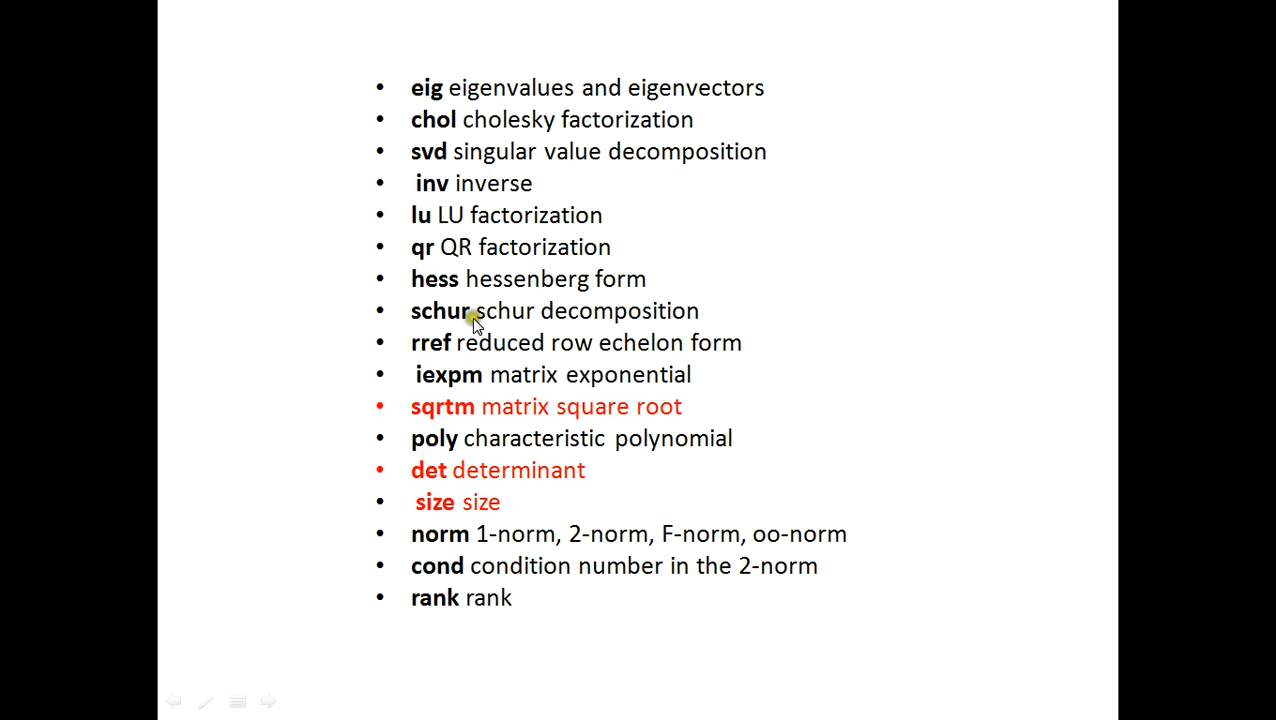 • eig eigenvalues and eigenvectors
• chol cholesky factorization
• svd singular value decomposition
• inv inverse
• lu LU factorization
• qr QR factorization
• hess hessenberg form
• schur schur decomposition
• rref reduced row echelon form
• iexpm matrix exponential
• sqrtm matrix square root
• poly characteristic polynomial
• det determinant
• size size
• norm 1-norm, 2-norm, F-norm, oo-norm
• cond condition number in the 2-norm
• rank rank